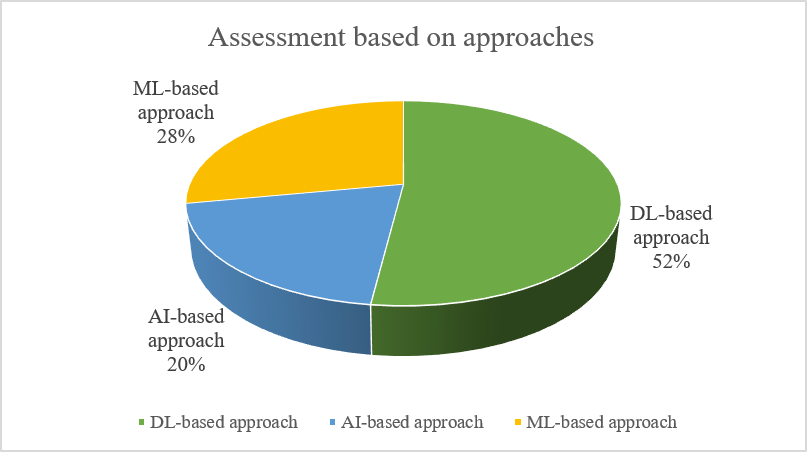 Assessment based on approaches
ML-based
approach
28%
DL-based
approach
52%
AI-based
approach
20%
DL-based approach
AI-based approach
ML-based approach